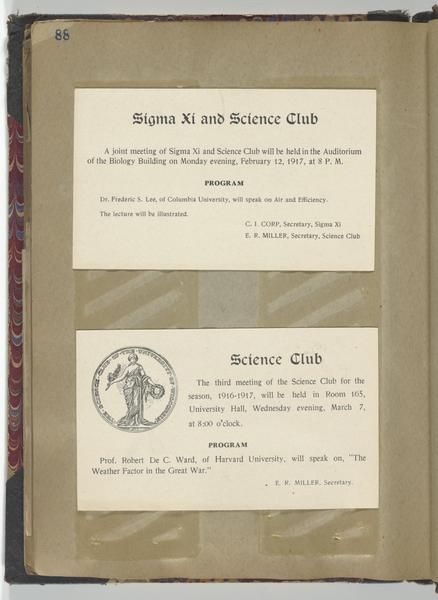 88
Sigma Xi and Science Club
A joint meeting of Sigma Xi and Science Club will be held in the Auditorium
of the Biology Building on Monday evening, February 12, 1917, at 8 P. M.
PROGRAM
Dr. Frederic S. Lee, of Columbia University, will speak on Air and Efficiency.
The lecture will be illustrated.
C. I. CORP, Secretary, Sigma Xi
E. R. MILLER, Secretary, Science Club
Science Club
The third meeting of the Science Club for the
season, 1916-1917, will be held in Room 165,
University Hall, Wednesday evening, March 7,
at 8:00 o'clock.
PROGRAM
Prof. Robert De C. Ward, of Harvard University, will speak on, "The
Weather Factor in the Great War."
E. R. MILLER, Secretary.